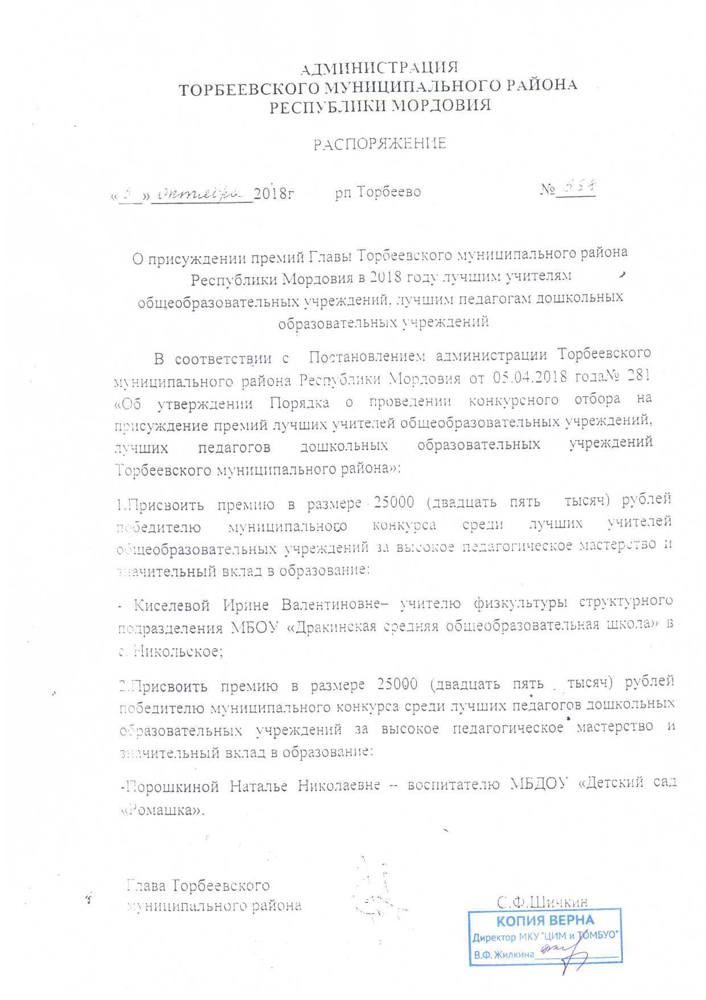 АДМИНИСТРАЦИЯ
ТОРБЕЕВСКОГО МУНИЦИПАЛЬНОГО РАЙОНА
РЕСПУБЛИКИ МОРДОВИЯ
РАСПОРЯЖЕНИЕ
« » октября 2018г рп Торбеево №
О присуждении премий Главы Торбеевского муниципального района
Республики Мордовия в 2018 году лучшим учителям
общеобразовательных учреждений, лучшим педагогам дошкольных
образовательных учреждений
В соответствии с Постановлением администрации Торбеевского
муниципального района Республики Мордовия от 05.04.2018 года№ 281
«Об утверждении Порядка о проведении конкурсного отбора на
присуждение премий лучших учителей общеобразовательных учреждений,
лучших педагогов дошкольных образовательных учреждений
Торбеевского муниципального района»:
1.Присвоить премию в размере 25000 (двадцать пять тысяч) рублей
победителю муниципального конкурса среди лучших учителей
общеобразовательных учреждений за высокое педагогическое мастерство и
значительный вклад в образование:
- Киселевой Ирине Валентиновне– учителю физкультуры структурного
подразделения МБОУ «Дракинская средняя общеобразовательная школа» в
с. Никольское;
2.Присвоить премию в размере 25000 (двадцать пять тысяч) рублей
победителю муниципального конкурса среди лучших педагогов дошкольных
образовательных учреждений за высокое педагогическое мастерство и
значительный вклад в образование:
-Порошкиной Наталье Николаевне – воспитателю МБДОУ «Детский сад
«Ромашка».
Глава Торбеевского
муниципального района С.Ф.Шичкин
КОПИЯ ВЕРНА
Директор МКУ "ЦИМ и ТОМБУО"
В.Ф. Жилкина